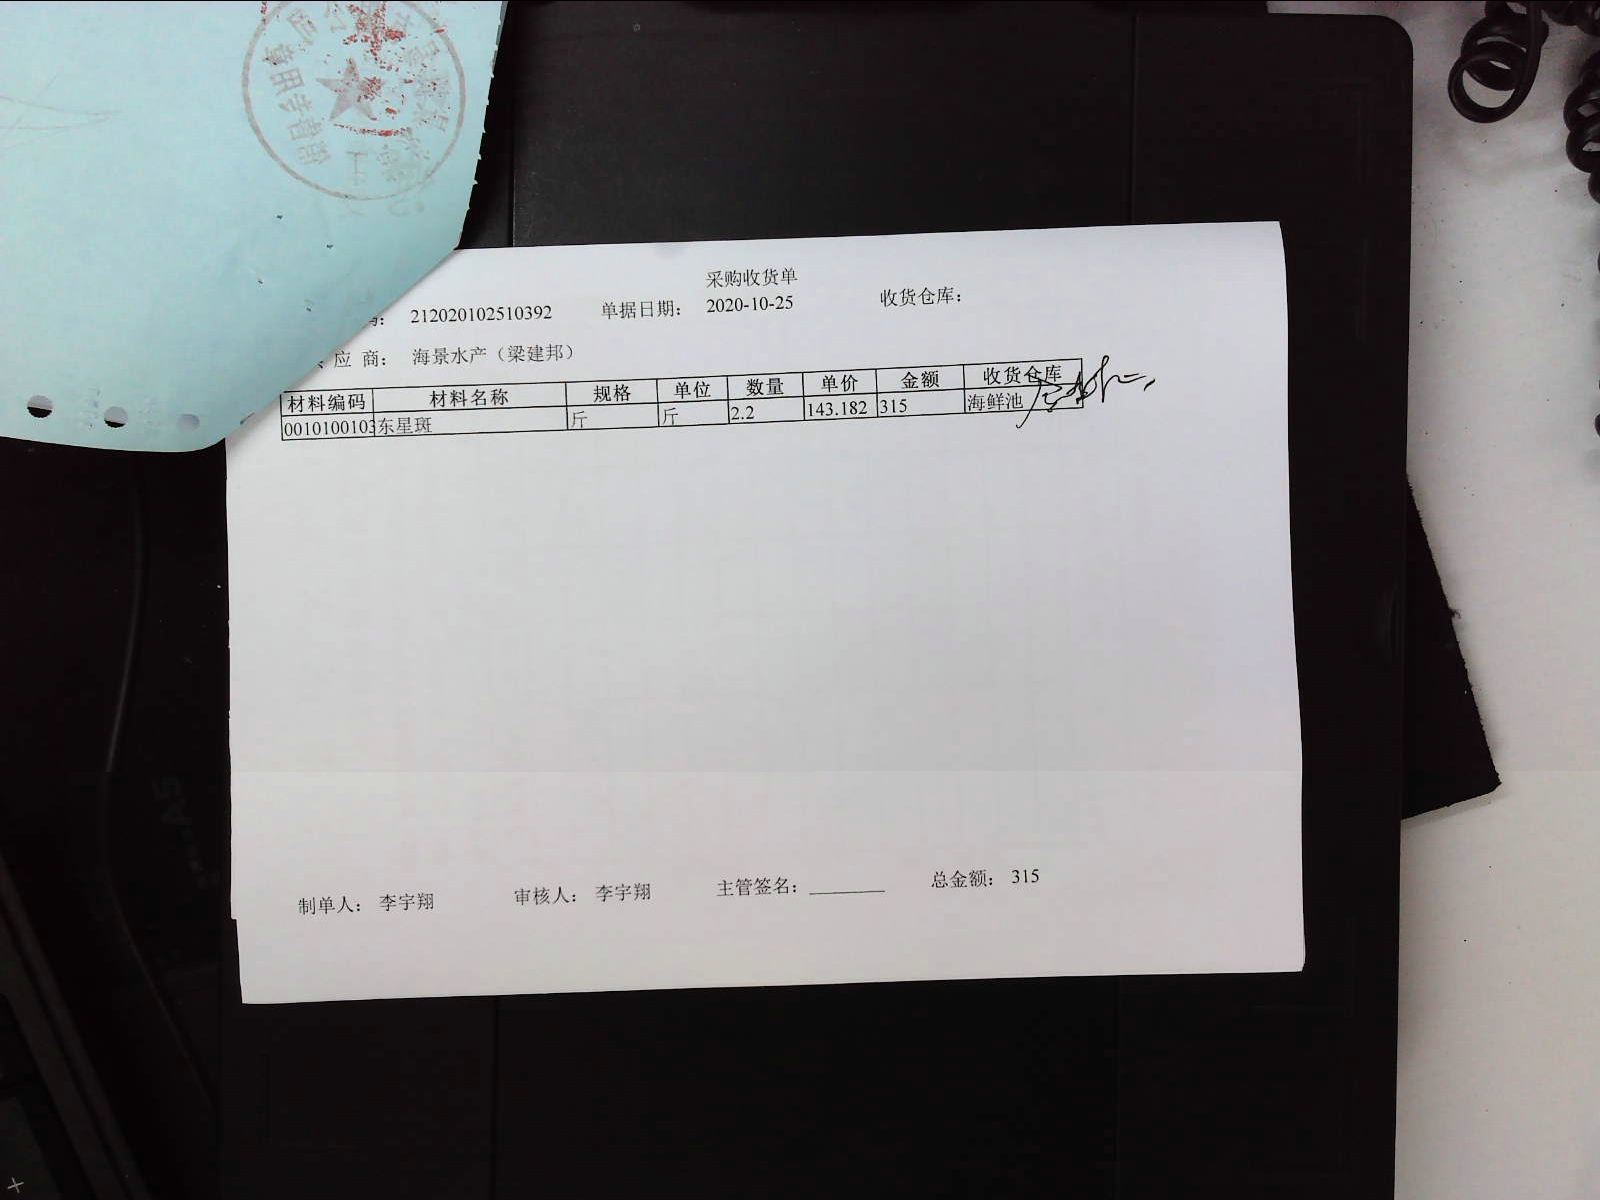 采购收货单
212020102510392 单据日期： 2020-10-25 收货仓库：
应 商： 海景水产（梁建邦）
材料编码 材料名称 规格 单位 数量 单价 金额 收货仓库
0010100103 东星斑 斤 斤 2.2 143.182 315 海鲜池
制单人： 李宇翔 审核人： 李宇翔 主管签名： ________ 总金额： 315